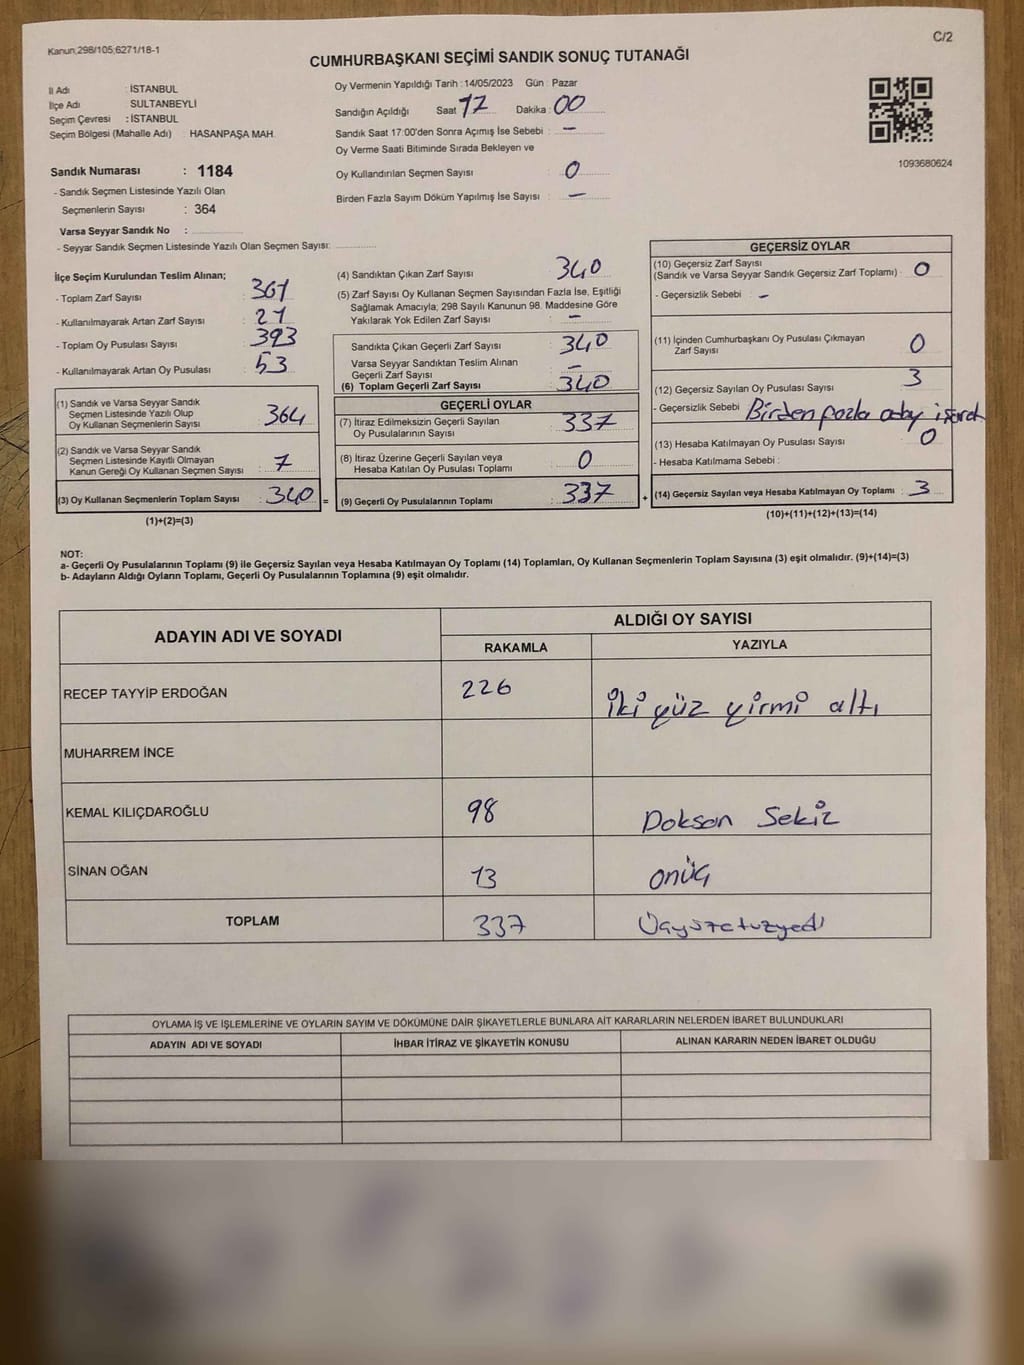 Kanun;298/105;6271/18-1
C/2
CUMHURBAŞKANI SEÇİMİ SANDIK SONUÇ TUTANAĞI
İl Adı : İSTANBUL
İlçe Adı SULTANBEYLİ
Seçim Çevresi : İSTANBUL
Seçim Bölgesi (Mahalle Adı) : HASANPAŞA MAH.
Sandık Numarası : 1184
- Sandık Seçmen Listesinde Yazılı Olan
Seçmenlerin Sayısı : 364
Varsa Seyyar Sandık No :
- Seyyar Sandık Seçmen Listesinde Yazılı Olan Seçmen Sayısı:
Oy Vermenin Yapıldığı Tarih : 14/05/2023 Gün : Pazar
Sandığın Açıldığı Saat 17 Dakika : 00
Sandık Saat 17:00'den Sonra Açımış İse Sebebi : -
Oy Verme Saati Bitiminde Sırada Bekleyen ve
Oy Kullandırılan Seçmen Sayısı : 0
Birden Fazla Sayım Döküm Yapılmış İse Sayısı : -
1093680624
İlçe Seçim Kurulundan Teslim Alınan;
- Toplam Zarf Sayısı : 361
- Kullanılmayarak Artan Zarf Sayısı : 21
- Toplam Oy Pusulası Sayısı : 393
- Kullanılmayarak Artan Oy Pusulası : 53
(1) Sandık ve Varsa Seyyar Sandık
Seçmen Listesinde Yazılı Olup
Oy Kullanan Seçmenlerin Sayısı : 364
(2) Sandık ve Varsa Seyyar Sandık
Seçmen Listesinde Kayıtlı Olmayan
Kanun Gereği Oy Kullanan Seçmen Sayısı : 7
(3) Oy Kullanan Seçmenlerin Toplam Sayısı : 340 =
(1)+(2)=(3)
(4) Sandıktan Çıkan Zarf Sayısı : 340
(5) Zarf Sayısı Oy Kullanan Seçmen Sayısından Fazla İse, Eşitliği
Sağlamak Amacıyla; 298 Sayılı Kanunun 98. Maddesine Göre
Yakılarak Yok Edilen Zarf Sayısı : -
Sandıkta Çıkan Geçerli Zarf Sayısı : 340
Varsa Seyyar Sandıktan Teslim Alınan
Geçerli Zarf Sayısı : -
(6) Toplam Geçerli Zarf Sayısı : 340
GEÇERLİ OYLAR
(7) İtiraz Edilmeksizin Geçerli Sayılan
Oy Pusulalarının Sayısı : 337
(8) İtiraz Üzerine Geçerli Sayılan veya
Hesaba Katılan Oy Pusulası Toplamı : 0
(9) Geçerli Oy Pusulalarının Toplamı : 337 +
GEÇERSİZ OYLAR
(10) Geçersiz Zarf Sayısı
(Sandık ve Varsa Seyyar Sandık Geçersiz Zarf Toplamı) : 0
- Geçersizlik Sebebi : -
(11) İçinden Cumhurbaşkanı Oy Pusulası Çıkmayan
Zarf Sayısı : 0
(12) Geçersiz Sayılan Oy Pusulası Sayısı : 3
- Geçersizlik Sebebi : Birden fazla aday işaret
(13) Hesaba Katılmayan Oy Pusulası Sayısı : 0
- Hesaba Katılmama Sebebi :
(14) Geçersiz Sayılan veya Hesaba Katılmayan Oy Toplamı : 3
(10)+(11)+(12)+(13)=(14)
NOT:
a- Geçerli Oy Pusulalarının Toplamı (9) ile Geçersiz Sayılan veya Hesaba Katılmayan Oy Toplamı (14) Toplamları, Oy Kullanan Seçmenlerin Toplam Sayısına (3) eşit olmalıdır. (9)+(14)=(3)
b- Adayların Aldığı Oyların Toplamı, Geçerli Oy Pusulalarının Toplamına (9) eşit olmalıdır.
ADAYIN ADI VE SOYADI
ALDIĞI OY SAYISI
RAKAMLA YAZIYLA
RECEP TAYYİP ERDOĞAN 226 iki yüz yirmi altı
MUHARREM İNCE
KEMAL KILIÇDAROĞLU 98 Doksan Sekiz
SİNAN OĞAN 13 onüç
TOPLAM 337 Üçyüzotuzyedi
OYLAMA İŞ VE İŞLEMLERİNE VE OYLARIN SAYIM VE DÖKÜMÜNE DAİR ŞİKAYETLERLE BUNLARA AİT KARARLARIN NELERDEN İBARET BULUNDUKLARI
ADAYIN ADI VE SOYADI İHBAR İTİRAZ VE ŞİKAYETİN KONUSU ALINAN KARARIN NEDEN İBARET OLDUĞU